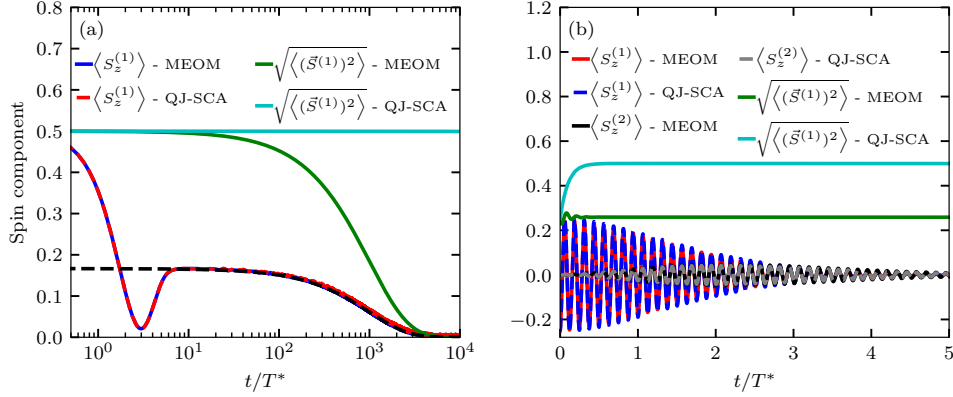 (a)
⟨S_z^(1)⟩ - MEOM
⟨S_z^(1)⟩ - QJ-SCA
√⟨(S⃗^(1))^2⟩ - MEOM
√⟨(S⃗^(1))^2⟩ - QJ-SCA
0.8
0.7
0.6
0.5
0.4
0.3
0.2
0.1
0.0
Spin component
10^0
10^1
10^2
10^3
10^4
t/T*
(b)
⟨S_z^(1)⟩ - MEOM
⟨S_z^(1)⟩ - QJ-SCA
⟨S_z^(2)⟩ - MEOM
⟨S_z^(2)⟩ - QJ-SCA
√⟨(S⃗^(1))^2⟩ - MEOM
√⟨(S⃗^(1))^2⟩ - QJ-SCA
1.2
1.0
0.8
0.6
0.4
0.2
0.0
−0.2
0
1
2
3
4
5
t/T*